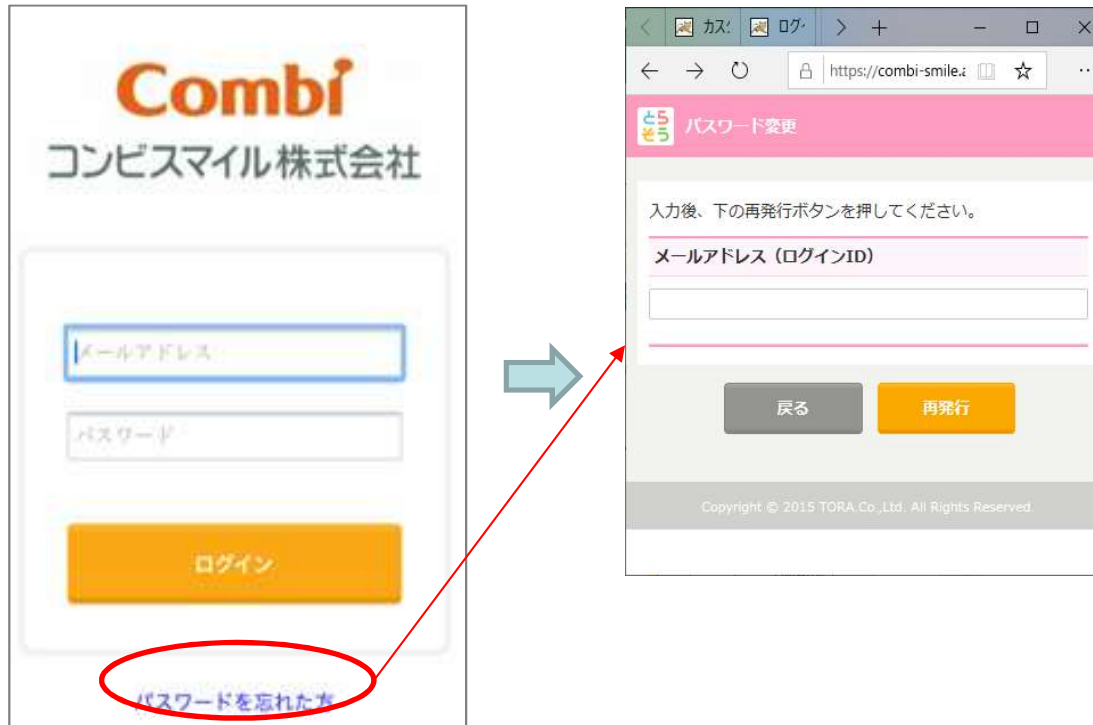 Combi
コンビスマイル株式会社
メールアドレス
パスワード
ログイン
パスワードを忘れた方
カスﾞ
ログ
https://combi-smile.a
とらそう
パスワード変更
入力後、下の再発行ボタンを押してください。
メールアドレス（ログインID）
戻る
再発行
Copyright © 2015 TORA.Co.,Ltd. All Rights Reserved.